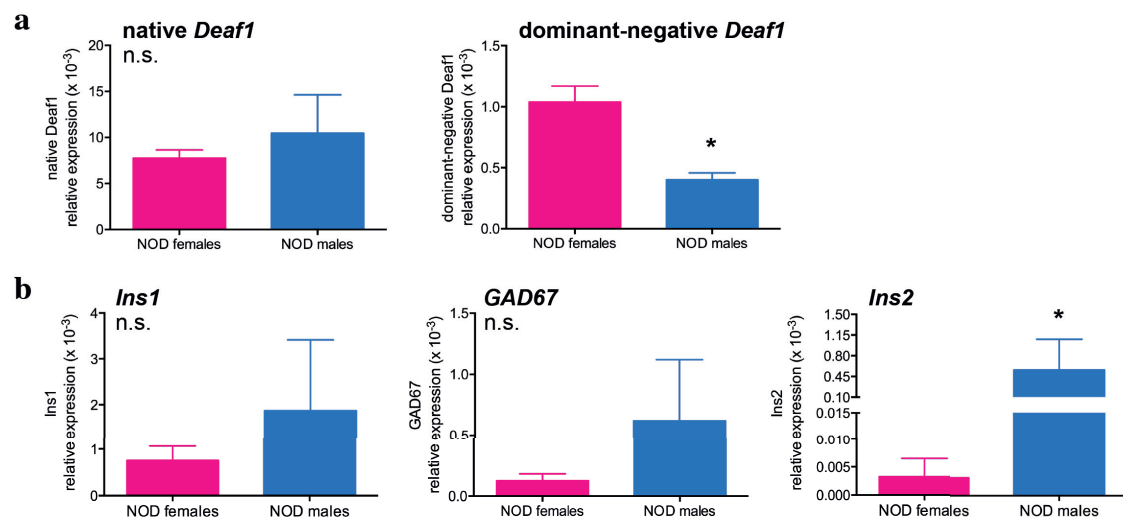 a
native Deaf1
n.s.
native Deaf1
relative expression (x 10-3)
20
15
10
5
0
NOD females
NOD males
dominant-negative Deaf1
dominant-negative Deaf1
relative expression (x 10-3)
1.5
1.0
0.5
0.0
*
NOD females
NOD males
b
Ins1
n.s.
Ins1
relative expression (x 10-3)
4
3
2
1
0
NOD females
NOD males
GAD67
n.s.
GAD67
relative expression (x 10-3)
1.5
1.0
0.5
0.0
NOD females
NOD males
Ins2
Ins2
relative expression (x 10-3)
1.50
1.15
0.80
0.45
0.10
0.015
0.010
0.005
0.000
*
NOD females
NOD males